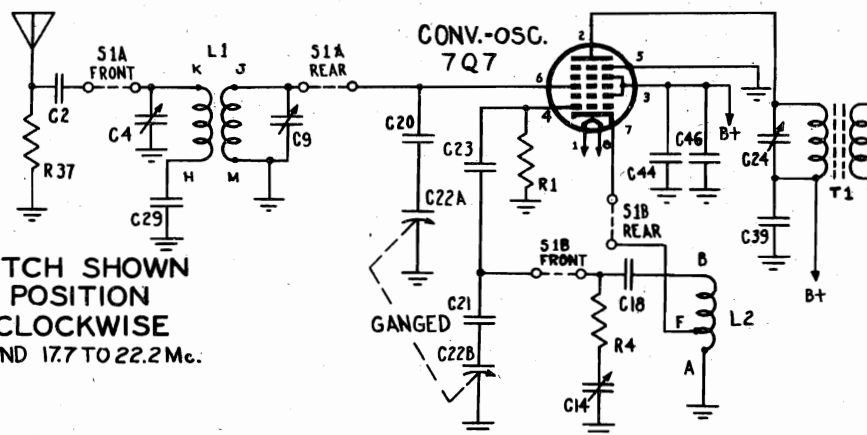 S1A
FRONT
K
L1
J
S1A
REAR
CONV.-OSC.
7Q7
2
5
6
3
4
7
1
8
C2
C4
C9
R37
H
M
C29
C20
C22A
C23
R1
C44
C46
B+
C24
T1
C39
B+
S1B
REAR
S1B
FRONT
B
C18
F
L2
A
R4
C14
C21
GANGED
C22B
TCH SHOWN
POSITION
CLOCKWISE
ND 17.7 TO 22.2 Mc.